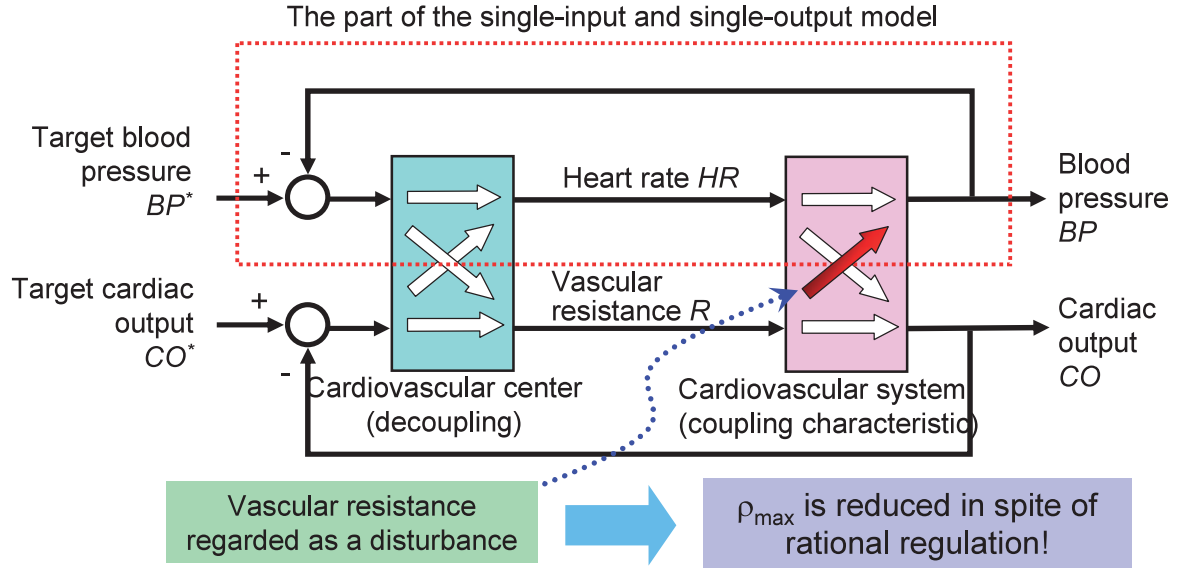 The part of the single-input and single-output model
Target blood
pressure
BP*
+
-
Heart rate HR
Blood
pressure
BP
Target cardiac
output
CO*
+
-
Vascular
resistance R
Cardiac
output
CO
Cardiovascular center
(decoupling)
Cardiovascular system
(coupling characteristic)
Vascular resistance
regarded as a disturbance
ρmax is reduced in spite of
rational regulation!